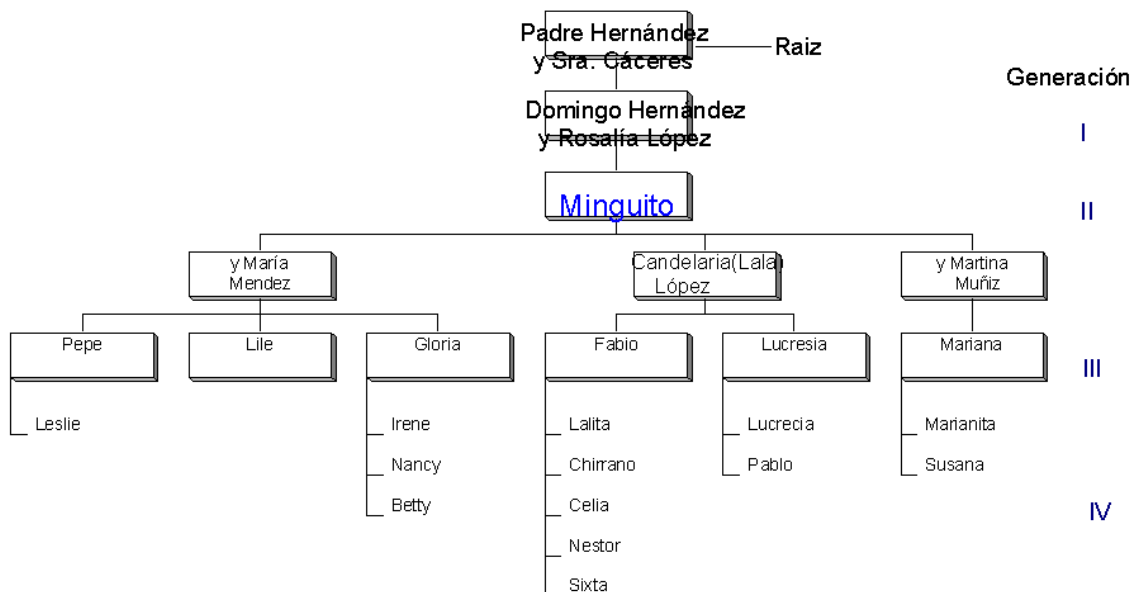 Padre Hernández
y Sra. Cáceres
Raiz
Generación
Domingo Hernández
y Rosalía López
I
Minguito
II
y María
Mendez
Candelaria(Lala)
López
y Martina
Muñiz
Pepe
Lile
Gloria
Fabio
Lucresia
Mariana
III
Leslie
Irene
Lalita
Lucrecia
Marianita
Nancy
Chirrano
Pablo
Susana
Betty
Celia
IV
Nestor
Sixta